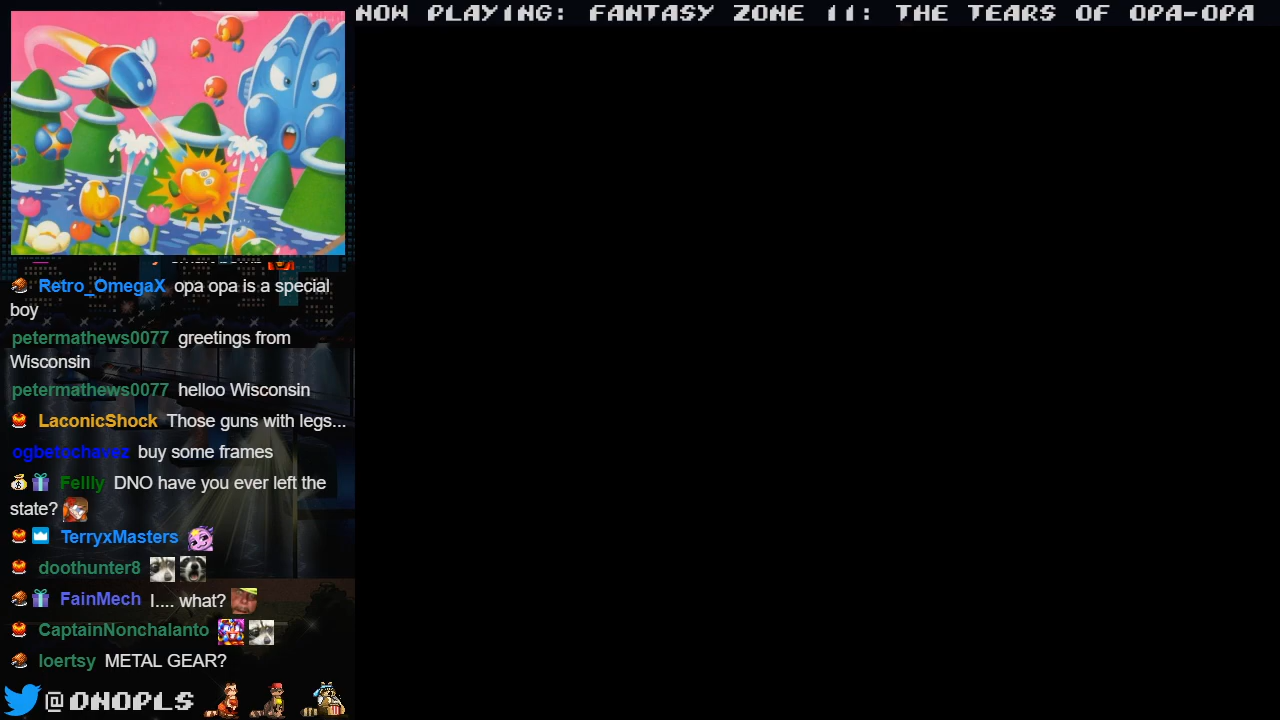 NOW PLAYING: FANTASY ZONE II: THE TEARS OF OPA-OPA
Retro_OmegaX opa opa is a special
boy
petermathews0077 greetings from
Wisconsin
petermathews0077 helloo Wisconsin
LaconicShock Those guns with legs...
ogbetochavez buy some frames
Fellly DNO have you ever left the
state?
TerryxMasters
doothunter8
FainMech I.... what?
CaptainNonchalanto
loertsy METAL GEAR?
@DNOPLS